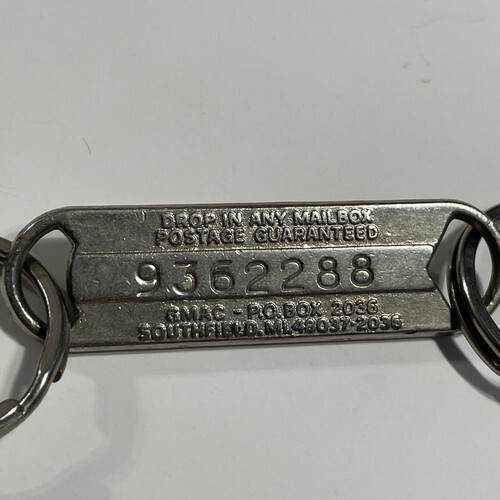 DROP IN ANY MAILBOX
POSTAGE GUARANTEED
9362288
GMAC - P.O. BOX 2036
SOUTHFIELD, MI. 48037-2036